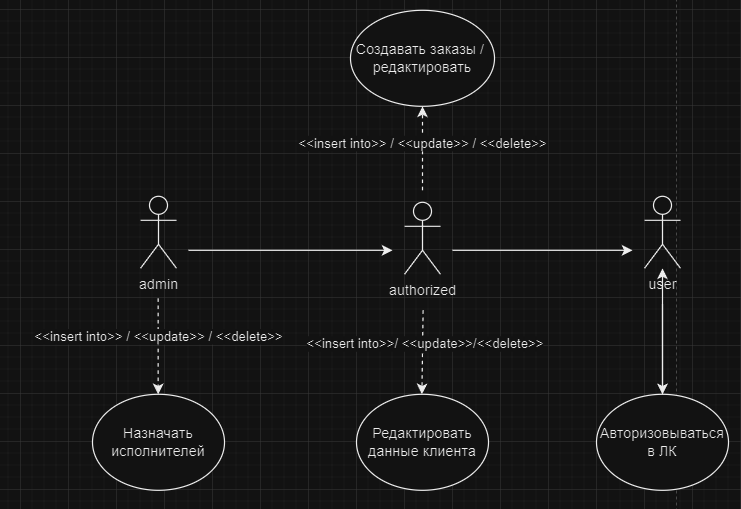 Создавать заказы /
редактировать
<<insert into>> / <<update>> / <<delete>>
admin
authorized
user
<<insert into>> / <<update>> / <<delete>>
<<insert into>>/ <<update>>/<<delete>>
Назначать
исполнителей
Редактировать
данные клиента
Авторизовываться
в ЛК